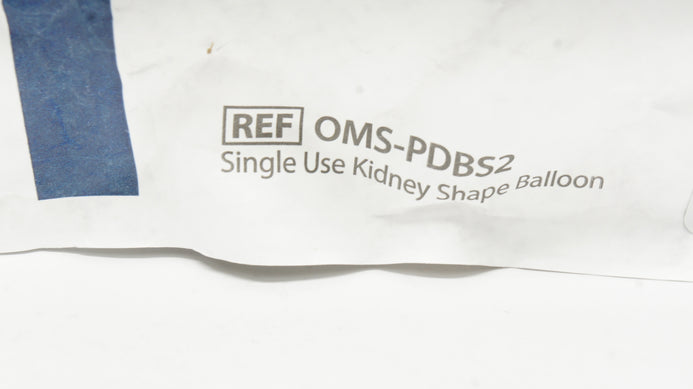 REF OMS-PDBS2
Single Use Kidney Shape Balloon